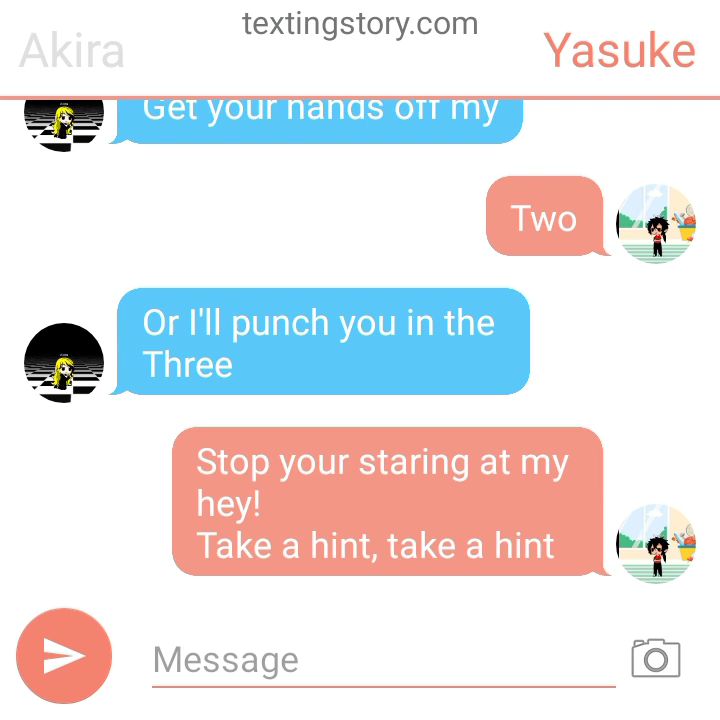 textingstory.com
Akira
Yasuke
Get your hands off my
Two
Or I'll punch you in the
Three
Stop your staring at my
hey!
Take a hint, take a hint
Message